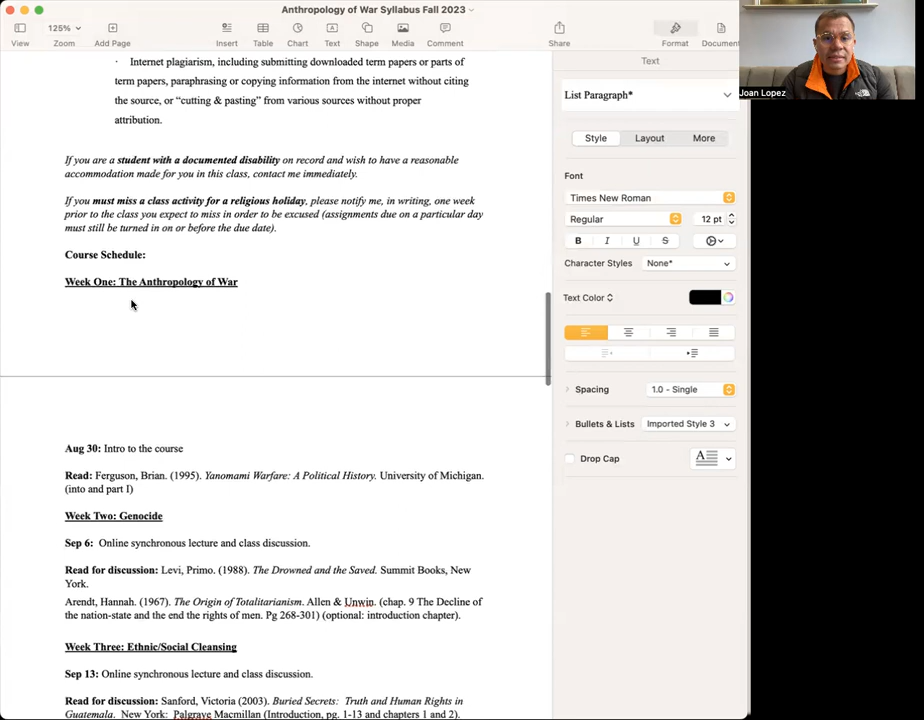 Anthropology of War Syllabus Fall 2023
125%
View
Zoom
Add Page
Insert
Table
Chart
Text
Shape
Media
Comment
Share
Format
Document
· Internet plagiarism, including submitting downloaded term papers or parts of
term papers, paraphrasing or copying information from the internet without citing
the source, or “cutting & pasting” from various sources without proper
attribution.
If you are a student with a documented disability on record and wish to have a reasonable
accommodation made for you in this class, contact me immediately.
If you must miss a class activity for a religious holiday, please notify me, in writing, one week
prior to the class you expect to miss in order to be excused (assignments due on a particular day
must still be turned in on or before the due date).
Course Schedule:
Week One: The Anthropology of War
Aug 30: Intro to the course
Read: Ferguson, Brian. (1995). Yanomami Warfare: A Political History. University of Michigan.
(into and part I)
Week Two: Genocide
Sep 6: Online synchronous lecture and class discussion.
Read for discussion: Levi, Primo. (1988). The Drowned and the Saved. Summit Books, New
York.
Arendt, Hannah. (1967). The Origin of Totalitarianism. Allen & Unwin. (chap. 9 The Decline of
the nation-state and the end the rights of men. Pg 268-301) (optional: introduction chapter).
Week Three: Ethnic/Social Cleansing
Sep 13: Online synchronous lecture and class discussion.
Read for discussion: Sanford, Victoria (2003). Buried Secrets: Truth and Human Rights in
Guatemala. New York: Palgrave Macmillan (Introduction, pg. 1-13 and chapters 1 and 2).
Text
List Paragraph*
Style
Layout
More
Font
Times New Roman
Regular
12 pt
B
I
U
S
Character Styles
None*
Text Color
Spacing
1.0 - Single
Bullets & Lists
Imported Style 3
Drop Cap
A
Joan Lopez